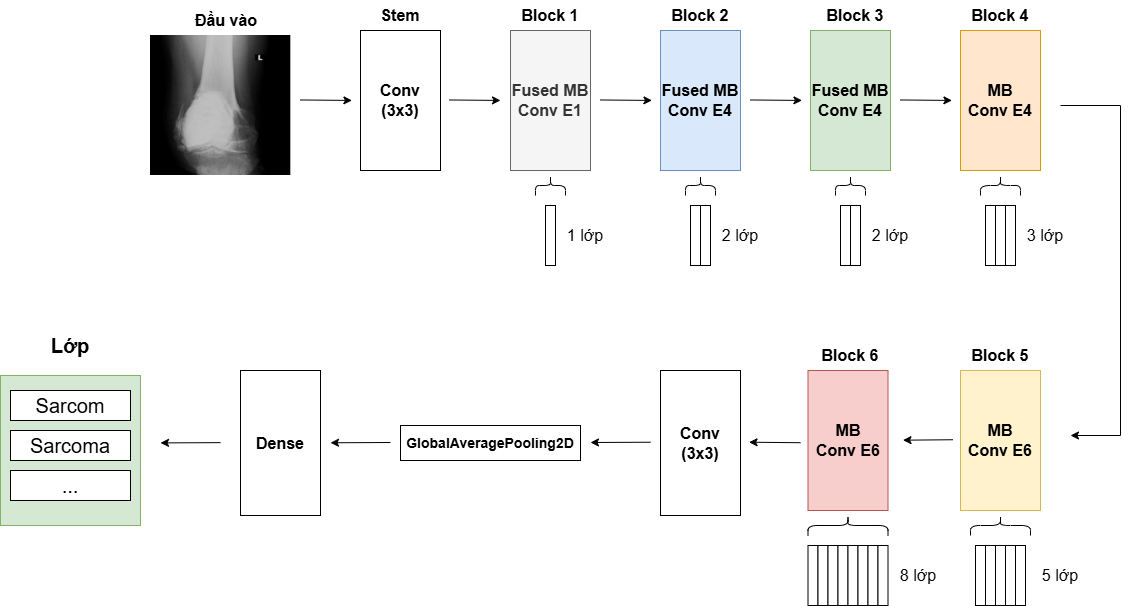 Đầu vào
Stem
Block 1
Block 2
Block 3
Block 4
L
Conv
(3x3)
Fused MB
Conv E1
Fused MB
Conv E4
Fused MB
Conv E4
MB
Conv E4
1 lớp
2 lớp
2 lớp
3 lớp
Lớp
Sarcom
Sarcoma
...
Dense
GlobalAveragePooling2D
Conv
(3x3)
Block 6
MB
Conv E6
8 lớp
Block 5
MB
Conv E6
5 lớp